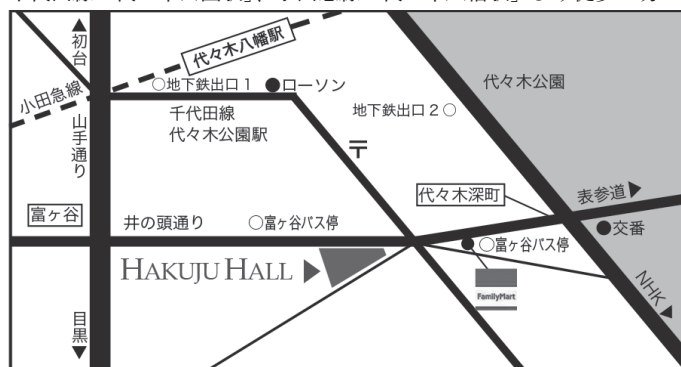 初台
代々木八幡駅
小田急線
○地下鉄出口1
●ローソン
代々木公園
山手通り
千代田線
代々木公園駅
地下鉄出口2○
〒
代々木深町
表参道
富ヶ谷
井の頭通り
○富ヶ谷バス停
●交番
●○富ヶ谷バス停
HAKUJU HALL
FamilyMart
NHK
目黒